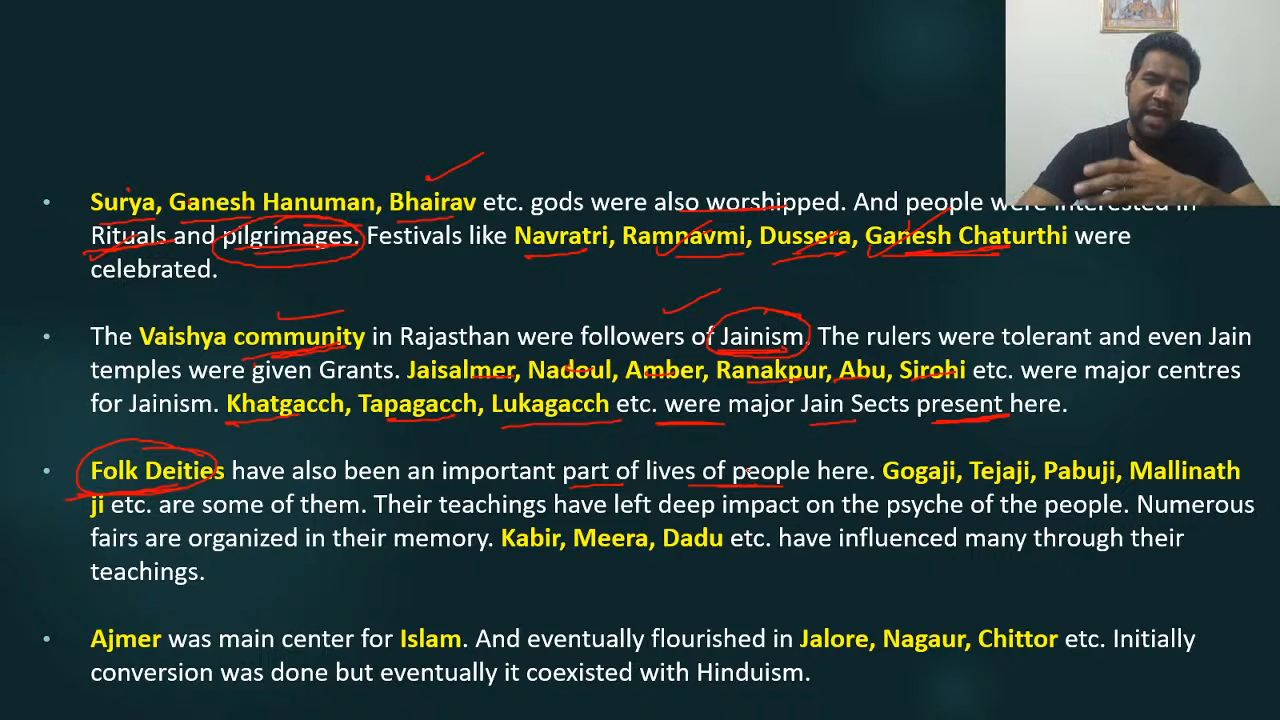 Surya, Ganesh Hanuman, Bhairav etc. gods were also worshipped. And people were interested in
Rituals and pilgrimages. Festivals like Navratri, Ramnavmi, Dussera, Ganesh Chaturthi were
celebrated.
The Vaishya community in Rajasthan were followers of Jainism. The rulers were tolerant and even Jain
temples were given Grants. Jaisalmer, Nadoul, Amber, Ranakpur, Abu, Sirohi etc. were major centres
for Jainism. Khatgacch, Tapagacch, Lukagacch etc. were major Jain Sects present here.
Folk Deities have also been an important part of lives of people here. Gogaji, Tejaji, Pabuji, Mallinath
ji etc. are some of them. Their teachings have left deep impact on the psyche of the people. Numerous
fairs are organized in their memory. Kabir, Meera, Dadu etc. have influenced many through their
teachings.
Ajmer was main center for Islam. And eventually flourished in Jalore, Nagaur, Chittor etc. Initially
conversion was done but eventually it coexisted with Hinduism.